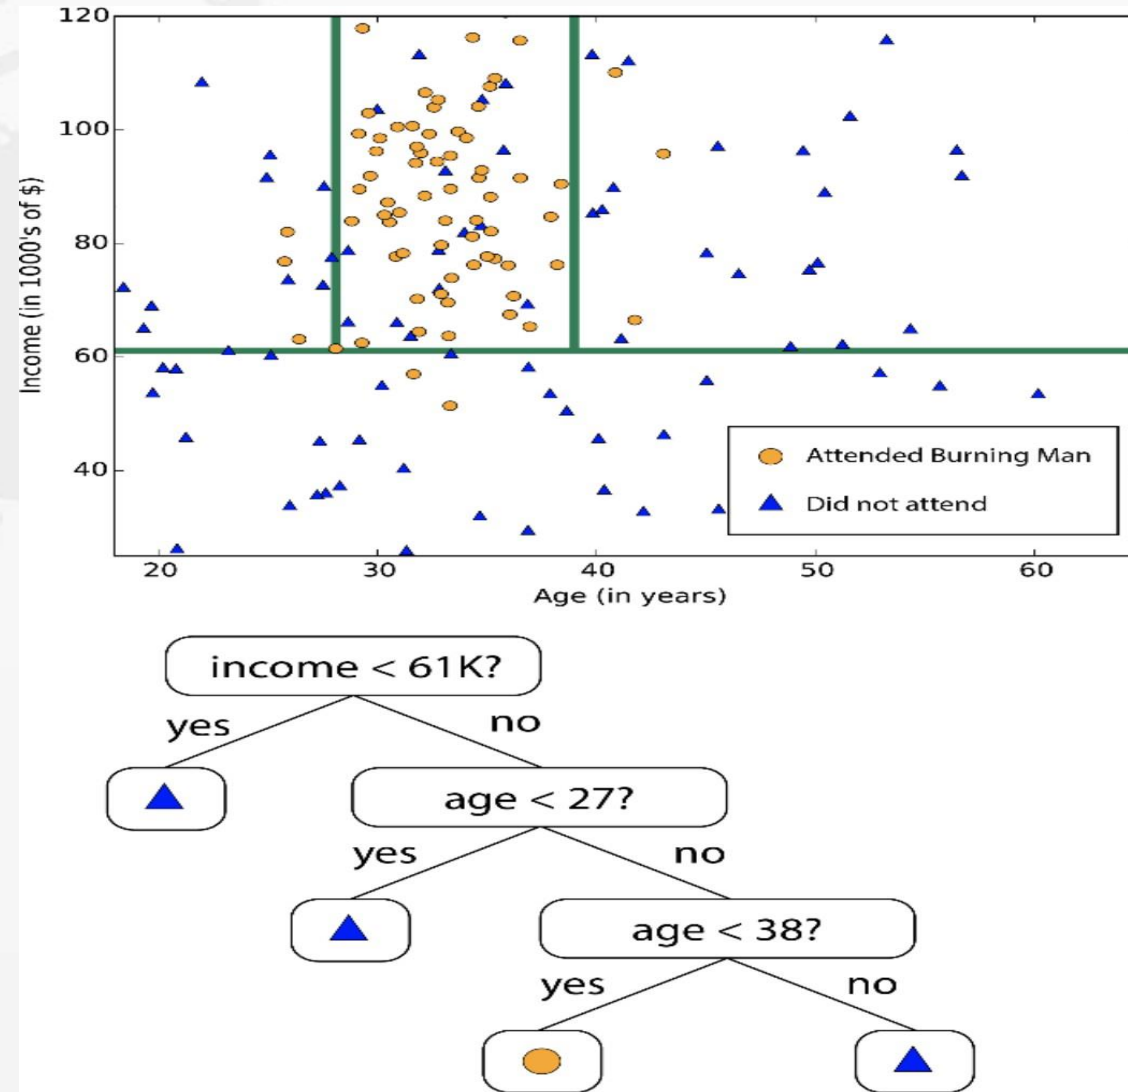 120
100
80
60
40
Income (in 1000's of $)
Attended Burning Man
Did not attend
20 30 40 50 60
Age (in years)
income < 61K?
yes no
age < 27?
yes no
age < 38?
yes no